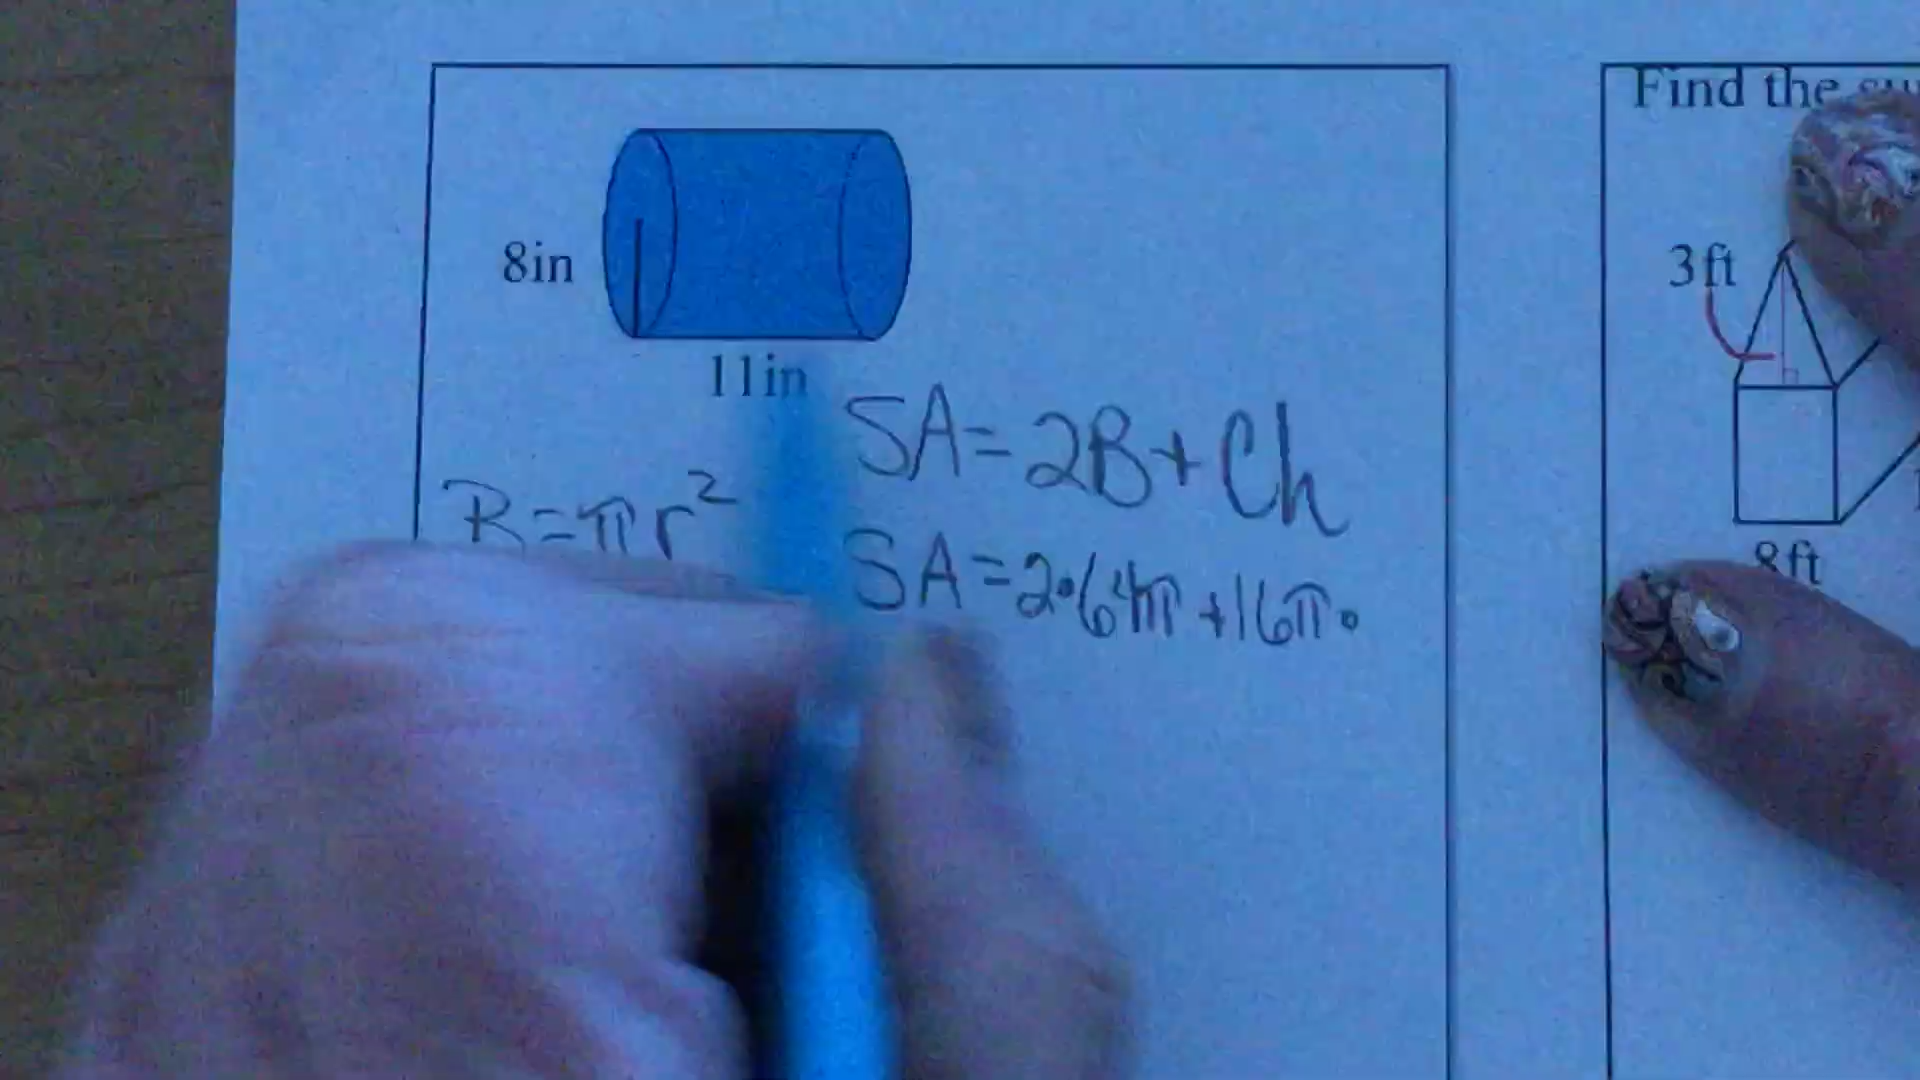 Find the
8in
3ft
11in
SA=2B+Ch
B=πr²
SA=2•64π+16π•
8ft